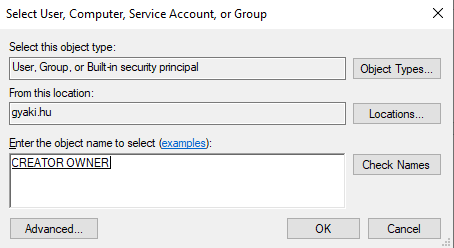 Select User, Computer, Service Account, or Group
Select this object type:
User, Group, or Built-in security principal
Object Types...
From this location:
gyaki.hu
Locations...
Enter the object name to select (examples):
CREATOR OWNER
Check Names
Advanced...
OK
Cancel